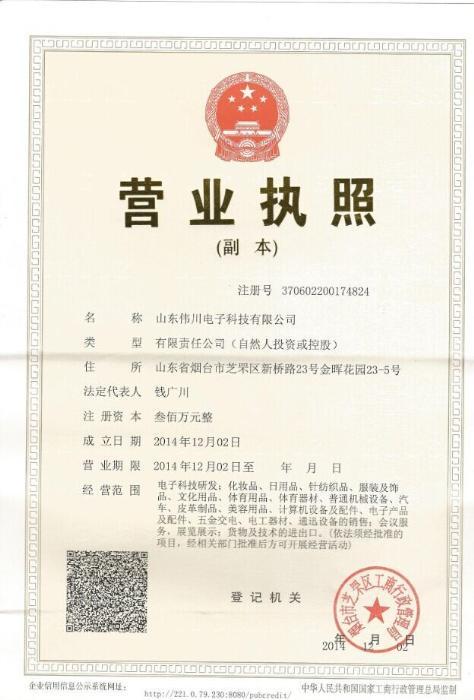 营业执照
(副 本)
注册号 370602200174824
名 称 山东伟川电子科技有限公司
类 型 有限责任公司（自然人投资或控股）
住 所 山东省烟台市芝罘区新桥路23号金晖花园23-5号
法定代表人 钱广川
注册资本 叁佰万元整
成立日期 2014年12月02日
营业期限 2014年12月02日至 年 月 日
经营范围 电子科技研发；化妆品、日用品、针纺织品、服装及饰
品、文化用品、体育用品、体育器材、普通机械设备、汽
车、皮革制品、美容用品、计算机设备及配件、电子产品
及配件、五金交电、电工器材、通迅设备的销售；会议服
务，展览展示；货物及技术的进出口。(依法须经批准的
项目，经相关部门批准后方可开展经营活动)
烟台市芝罘区工商行政管理局
登记机关
2014 年 12 月 02 日
企业信用信息公示系统网址：
http://221.0.79.230:8080/pubcredit/
中华人民共和国国家工商行政管理总局监制